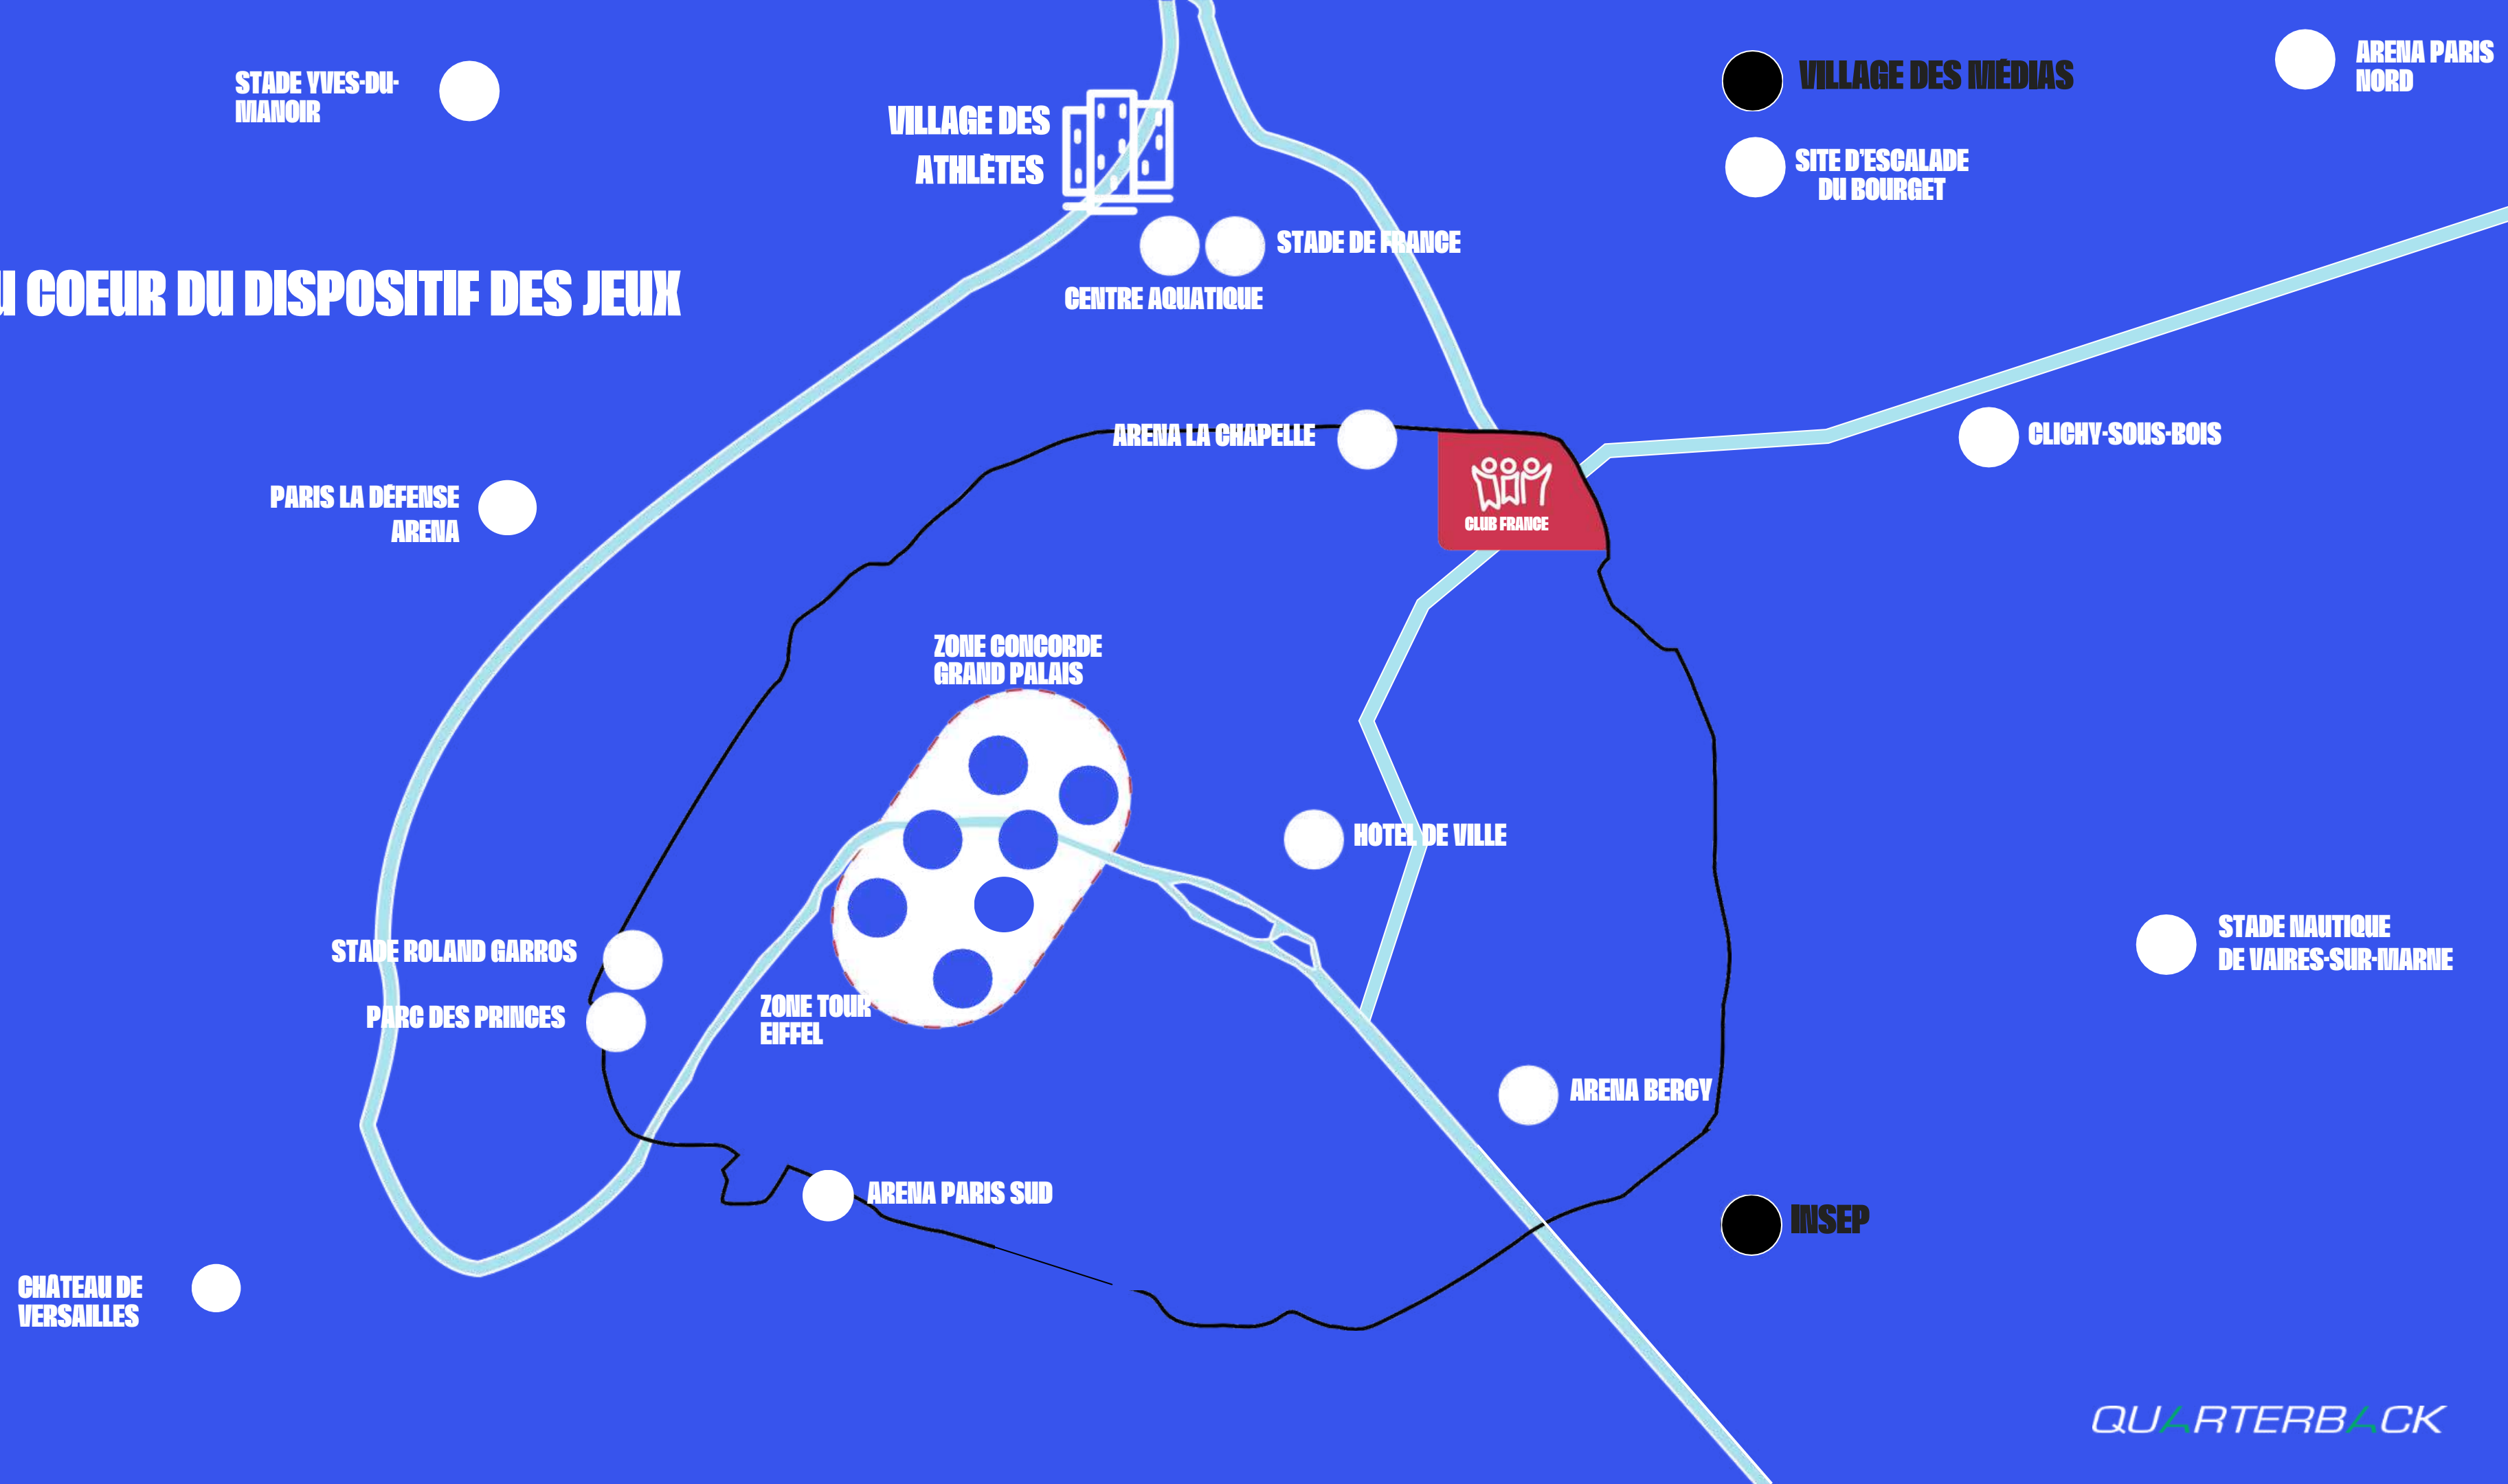 STADE YVES-DU-
MANOIR
VILLAGE DES
ATHLÈTES
VILLAGE DES MÉDIAS
ARENA PARIS
NORD
SITE D'ESCALADE
DU BOURGET
STADE DE FRANCE
CENTRE AQUATIQUE
U COEUR DU DISPOSITIF DES JEUX
ARENA LA CHAPELLE
CLICHY-SOUS-BOIS
PARIS LA DÉFENSE
ARENA
CLUB FRANCE
ZONE CONCORDE
GRAND PALAIS
HÔTEL DE VILLE
STADE ROLAND GARROS
STADE NAUTIQUE
DE VAIRES-SUR-MARNE
PARC DES PRINCES
ZONE TOUR
EIFFEL
ARENA BERCY
ARENA PARIS SUD
INSEP
CHÂTEAU DE
VERSAILLES
QUARTERBACK